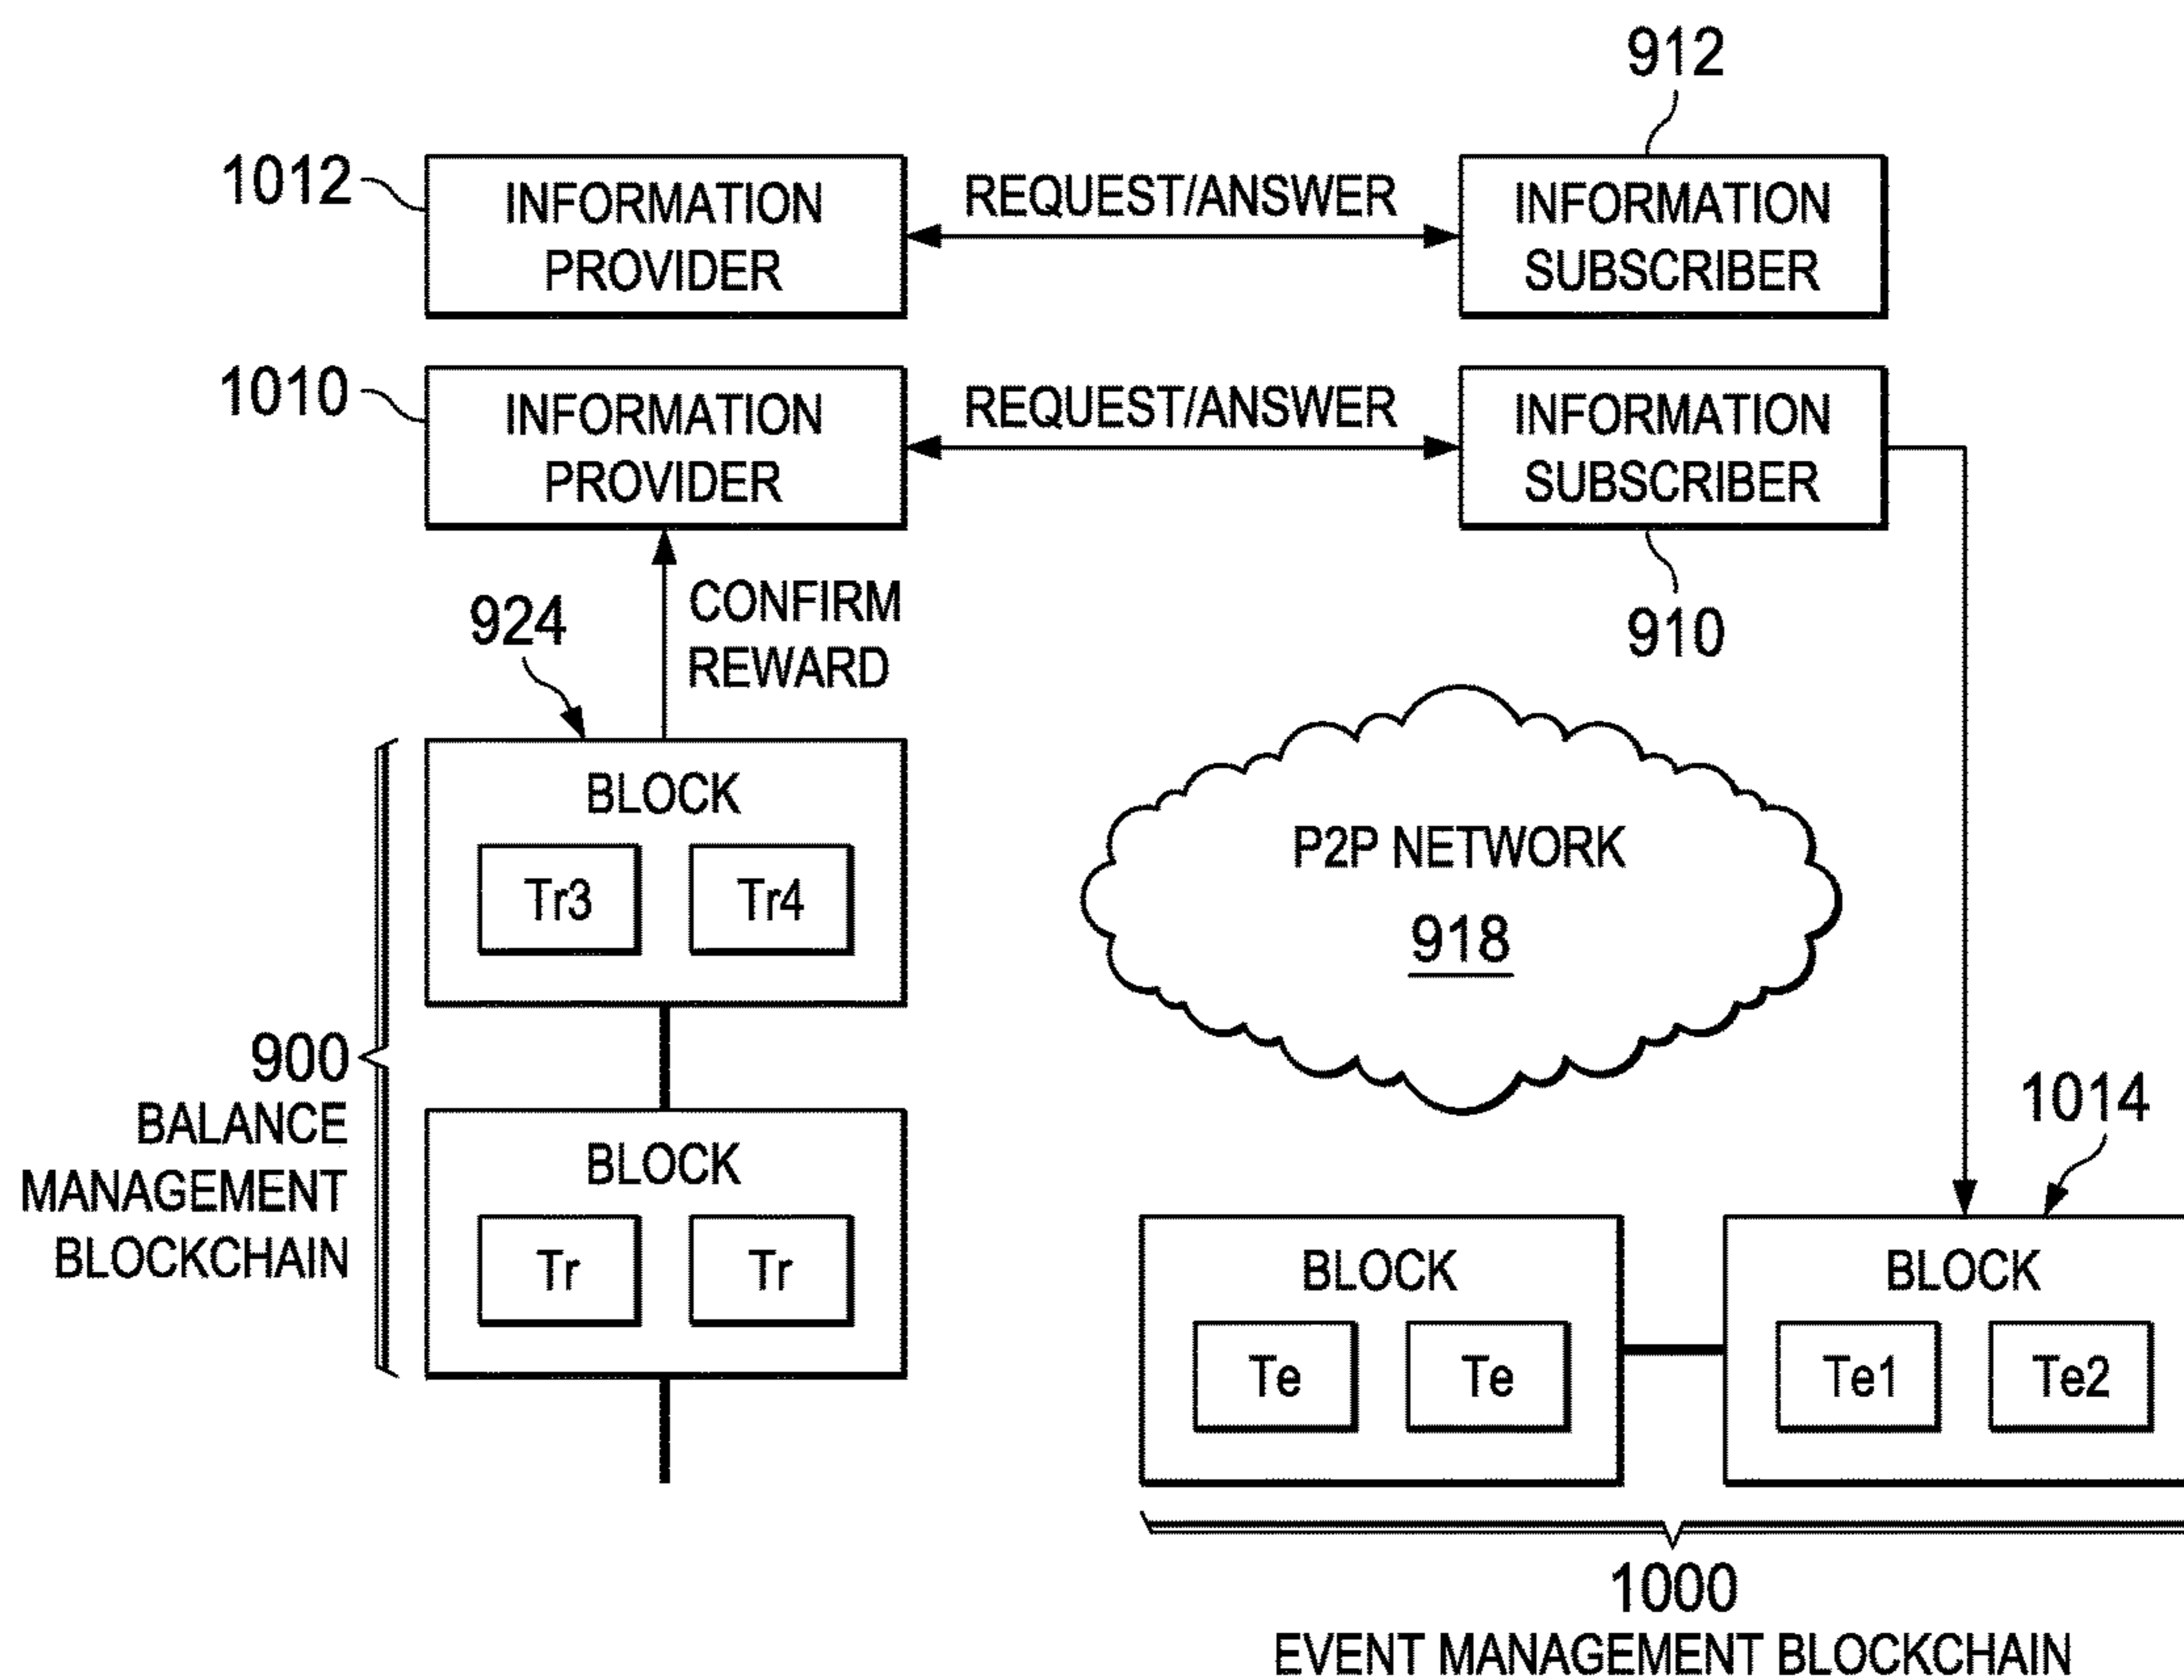 912
1012
INFORMATION
PROVIDER
REQUEST/ANSWER
INFORMATION
SUBSCRIBER
1010
INFORMATION
PROVIDER
REQUEST/ANSWER
INFORMATION
SUBSCRIBER
910
924
CONFIRM
REWARD
BLOCK
Tr3 Tr4
P2P NETWORK
918
900
BALANCE
MANAGEMENT
BLOCKCHAIN
BLOCK
Tr Tr
1014
BLOCK
Te Te
BLOCK
Te1 Te2
1000
EVENT MANAGEMENT BLOCKCHAIN